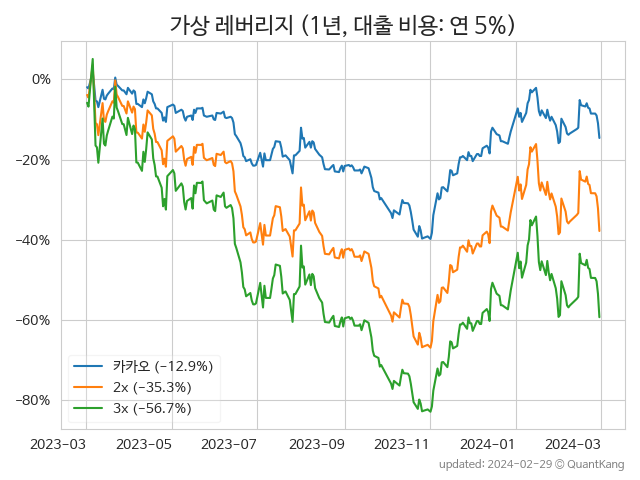 가상 레버리지 (1년, 대출 비용: 연 5%)
0%
−20%
−40%
−60%
−80%
카카오 (−12.9%)
2x (−35.3%)
3x (−56.7%)
2023-03 2023-05 2023-07 2023-09 2023-11 2024-01 2024-03
updated: 2024-02-29 © QuantKang